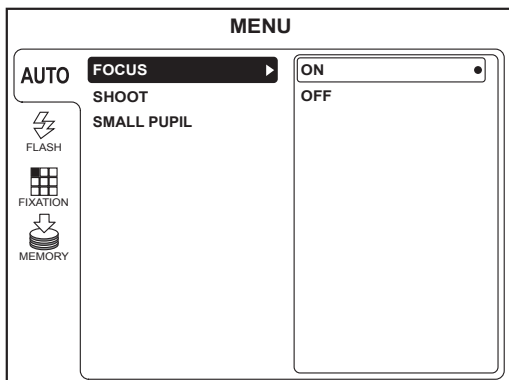 MENU
AUTO
FOCUS
SHOOT
SMALL PUPIL
ON
OFF
FLASH
FIXATION
MEMORY